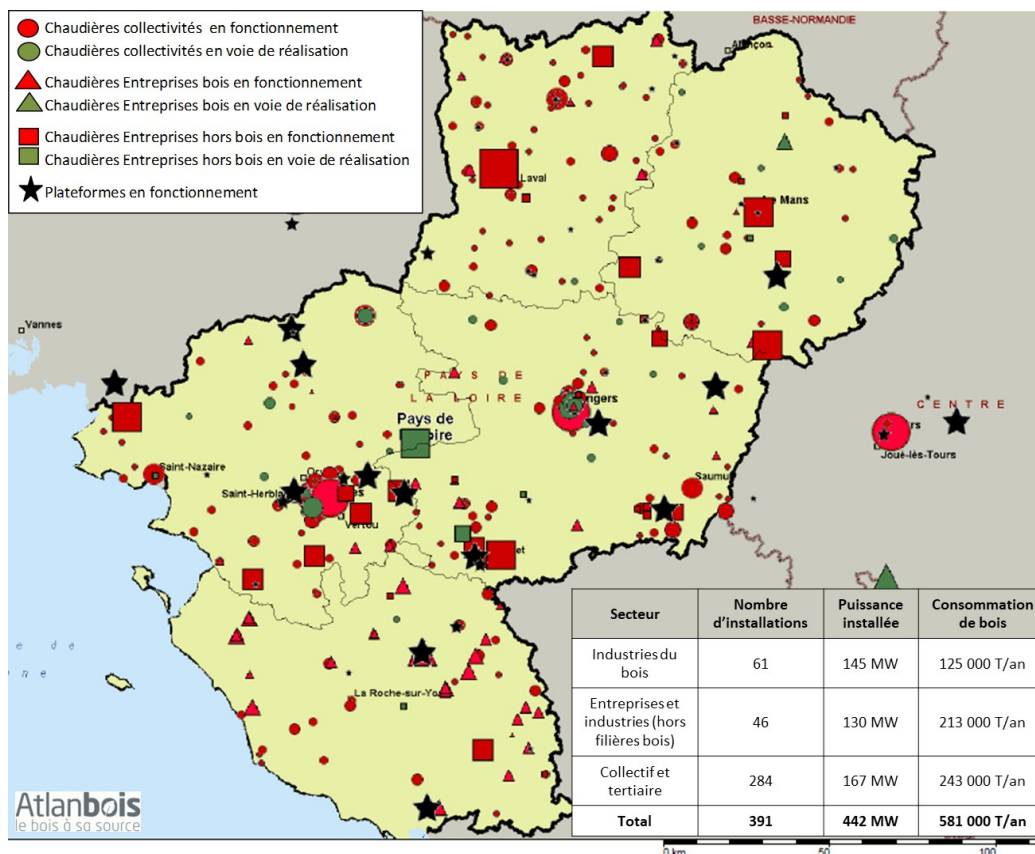 Chaudières collectivités en fonctionnement
Chaudières collectivités en voie de réalisation
Chaudières Entreprises bois en fonctionnement
Chaudières Entreprises bois en voie de réalisation
Chaudières Entreprises hors bois en fonctionnement
Chaudières Entreprises hors bois en voie de réalisation
Plateformes en fonctionnement
BASSE-NORMANDIE
Laval
Mans
Vannes
PAYS DE
LA LOIRE
Pays de
CENTRE
Joué-lés-Tours
Saint-Nazaire
Saint-Herbla
Vertou
Saumu
La Roche-sur-Yo
Secteur
Nombre d'installations
Puissance installée
Consommation de bois
Industries du bois
61
145 MW
125 000 T/an
Entreprises et industries (hors filières bois)
46
130 MW
213 000 T/an
Collectif et tertiaire
284
167 MW
243 000 T/an
Total
391
442 MW
581 000 T/an
Atlanbois
le bois à sa source
0 km
50
100